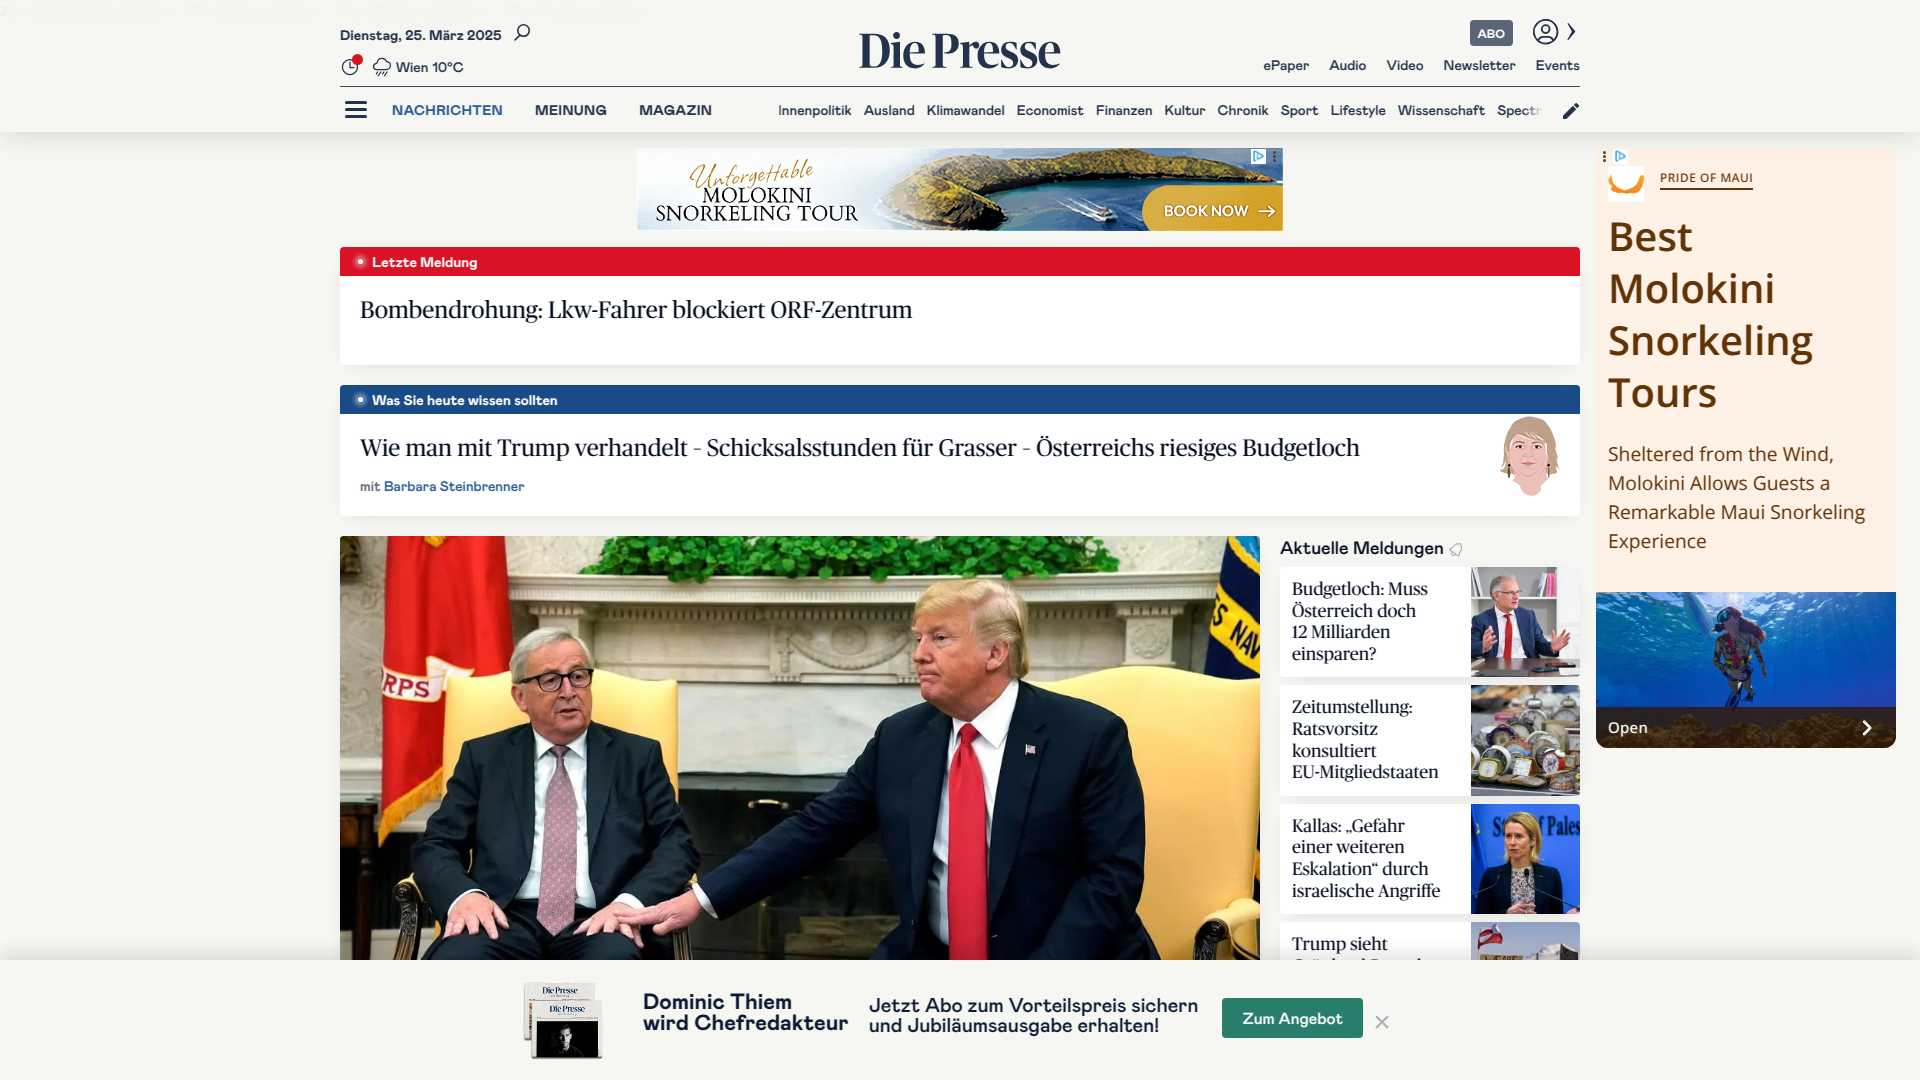 Dienstag, 25. März 2025
Wien 10°C
Die Presse
ABO
ePaper Audio Video Newsletter Events
NACHRICHTEN MEINUNG MAGAZIN
Innenpolitik Ausland Klimawandel Economist Finanzen Kultur Chronik Sport Lifestyle Wissenschaft
Unforgettable
MOLOKINI
SNORKELING TOUR
BOOK NOW
Letzte Meldung
Bombendrohung: Lkw-Fahrer blockiert ORF-Zentrum
Was Sie heute wissen sollten
Wie man mit Trump verhandelt – Schicksalsstunden für Grasser – Österreichs riesiges Budgetloch
mit Barbara Steinbrenner
Aktuelle Meldungen
Budgetloch: Muss
Österreich doch
12 Milliarden
einsparen?
Zeitumstellung:
Ratsvorsitz
konsultiert
EU-Mitgliedstaaten
Kallas: „Gefahr
einer weiteren
Eskalation“ durch
israelische Angriffe
Trump sieht
PRIDE OF MAUI
Best
Molokini
Snorkeling
Tours
Sheltered from the Wind,
Molokini Allows Guests a
Remarkable Maui Snorkeling
Experience
Open
Die Presse
Die Presse
Dominic Thiem
wird Chefredakteur
Jetzt Abo zum Vorteilspreis sichern
und Jubiläumsausgabe erhalten!
Zum Angebot